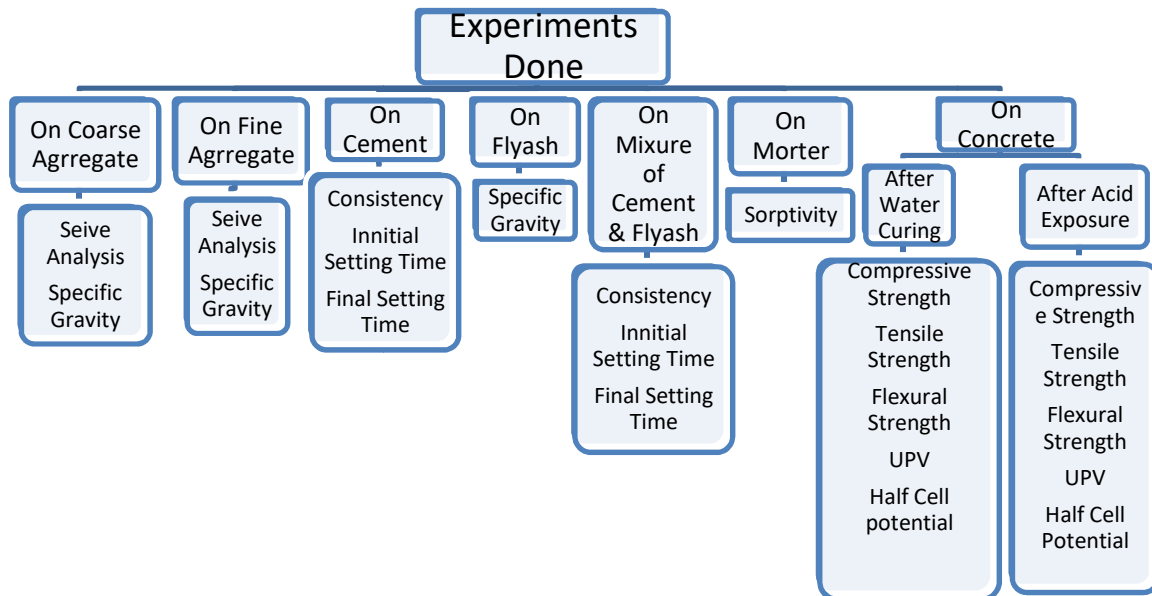 Experiments
Done
On Coarse
Agrregate
Seive
Analysis
Specific
Gravity
On Fine
Agrregate
Seive
Analysis
Specific
Gravity
On
Cement
Consistency
Innitial
Setting Time
Final Setting
Time
On
Flyash
Specific
Gravity
On
Mixure
of
Cement
& Flyash
Consistency
Innitial
Setting Time
Final Setting
Time
On
Morter
Sorptivity
On
Concrete
After
Water
Curing
Compressive
Strength
Tensile
Strength
Flexural
Strength
UPV
Half Cell
potential
After Acid
Exposure
Compressiv
e Strength
Tensile
Strength
Flexural
Strength
UPV
Half Cell
Potential